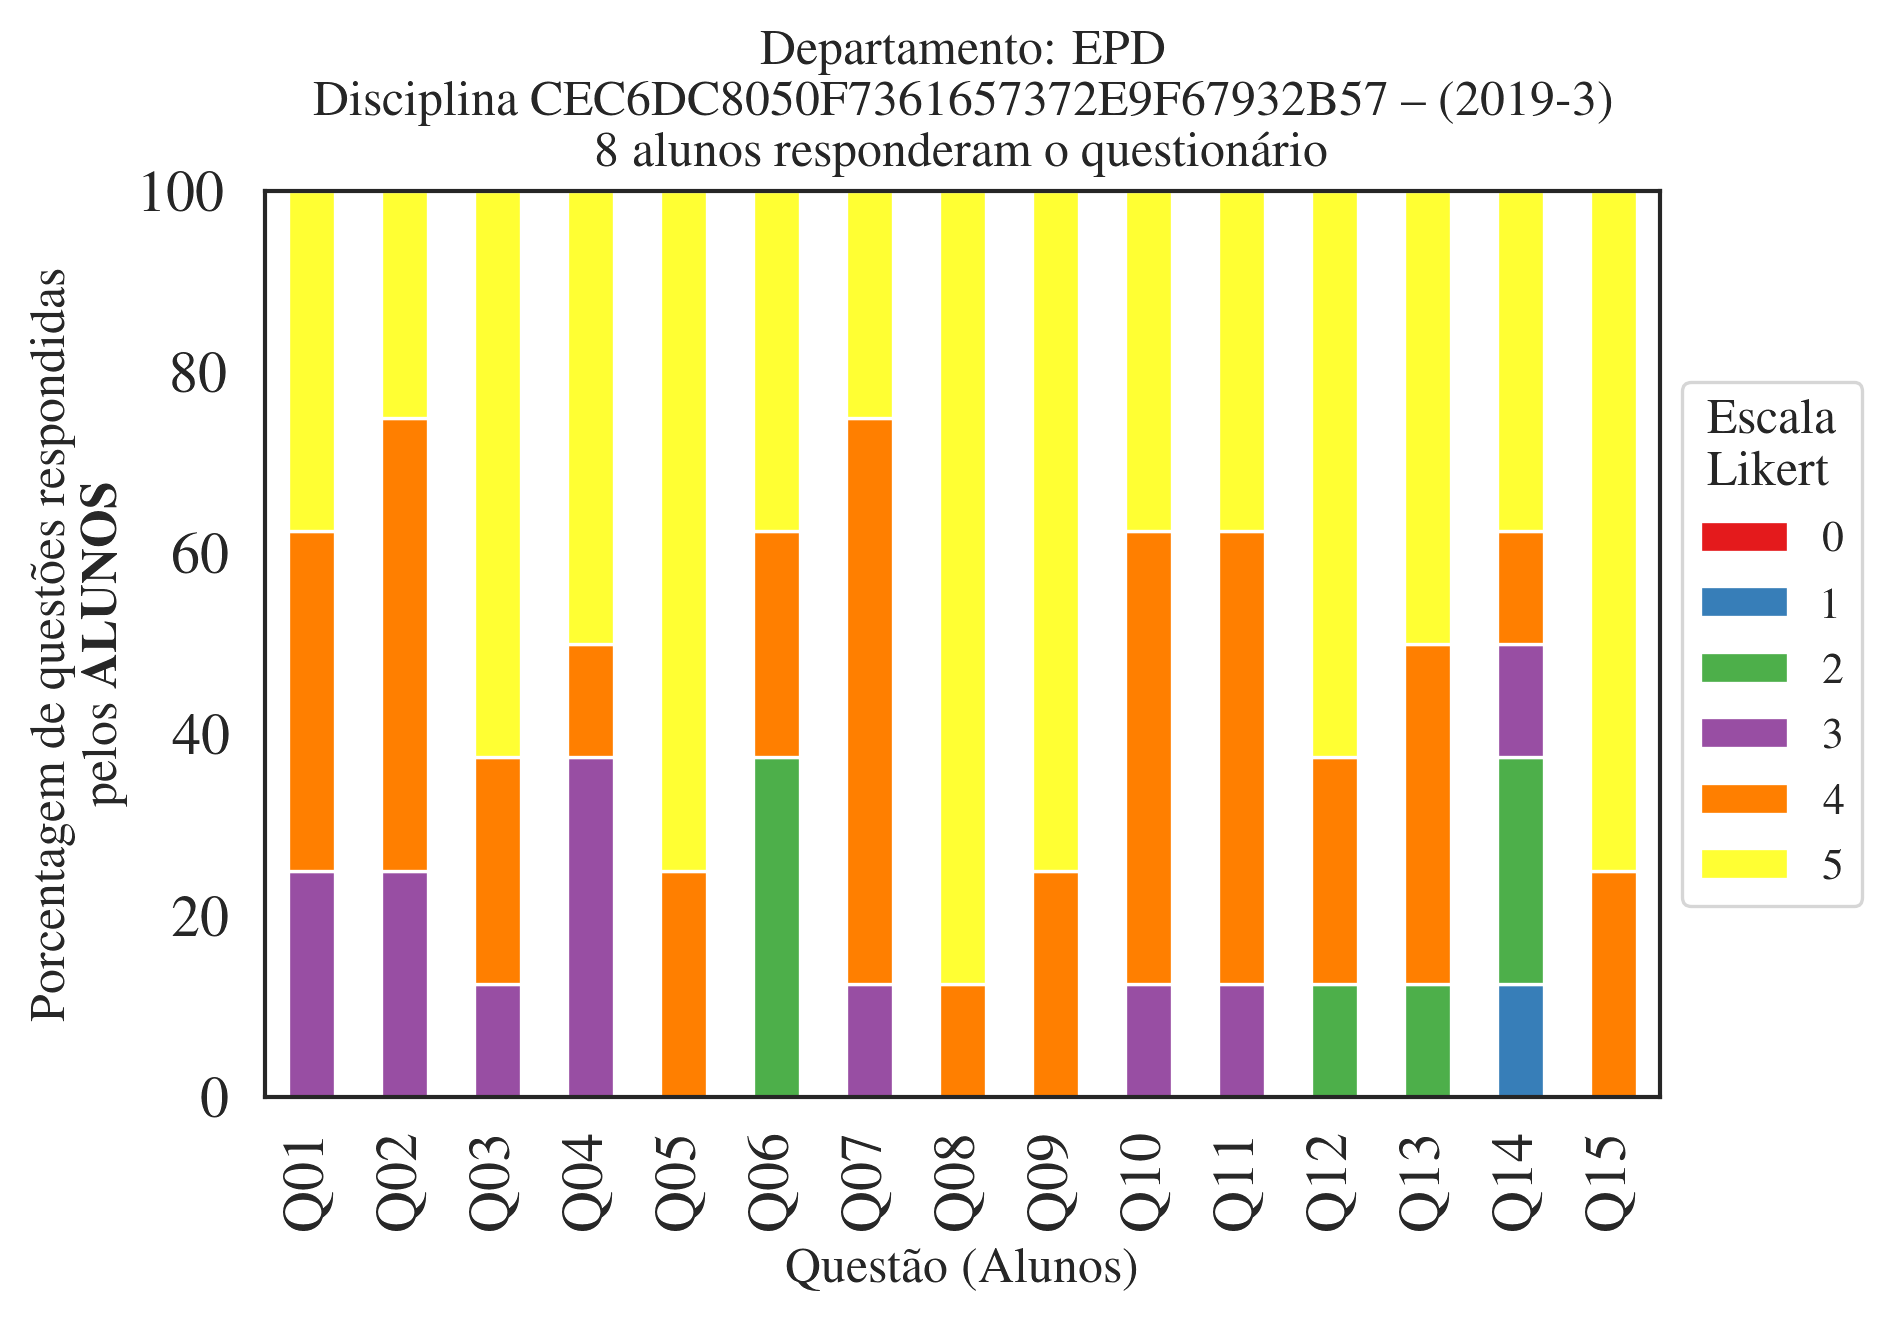 Departamento: EPD
Disciplina CEC6DC8050F7361657372E9F67932B57 – (2019-3)
8 alunos responderam o questionário
Porcentagem de questões respondidas
pelos ALUNOS
100
80
60
40
20
0
Q01
Q02
Q03
Q04
Q05
Q06
Q07
Q08
Q09
Q10
Q11
Q12
Q13
Q14
Q15
Questão (Alunos)
Escala
Likert
0
1
2
3
4
5